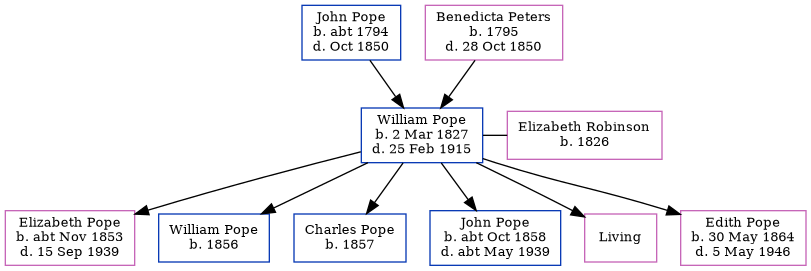 John Pope
b. abt 1794
d. Oct 1850
Benedicta Peters
b. 1795
d. 28 Oct 1850
William Pope
b. 2 Mar 1827
d. 25 Feb 1915
Elizabeth Robinson
b. 1826
Elizabeth Pope
b. abt Nov 1853
d. 15 Sep 1939
William Pope
b. 1856
Charles Pope
b. 1857
John Pope
b. abt Oct 1858
d. abt May 1939
Living
Edith Pope
b. 30 May 1864
d. 5 May 1946